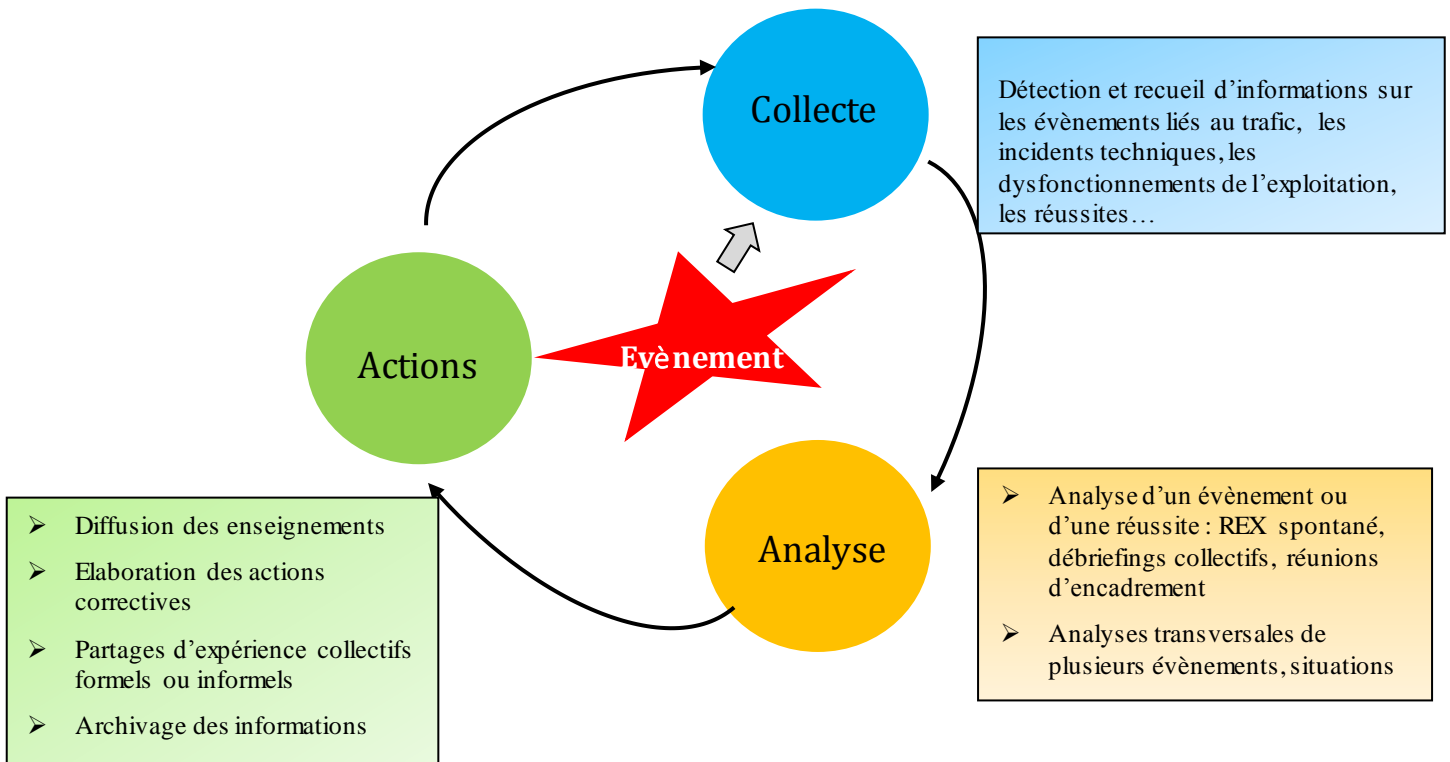 Collecte
Détection et recueil d’informations sur
les évènements liés au trafic, les
incidents techniques, les
dysfonctionnements de l’exploitation,
les réussites…
Actions
Evènement
Analyse
➢ Analyse d’un évènement ou
d’une réussite : REX spontané,
débriefings collectifs, réunions
d’encadrement
➢ Analyses transversales de
plusieurs évènements, situations
➢ Diffusion des enseignements
➢ Elaboration des actions
correctives
➢ Partages d’expérience collectifs
formels ou informels
➢ Archivage des informations